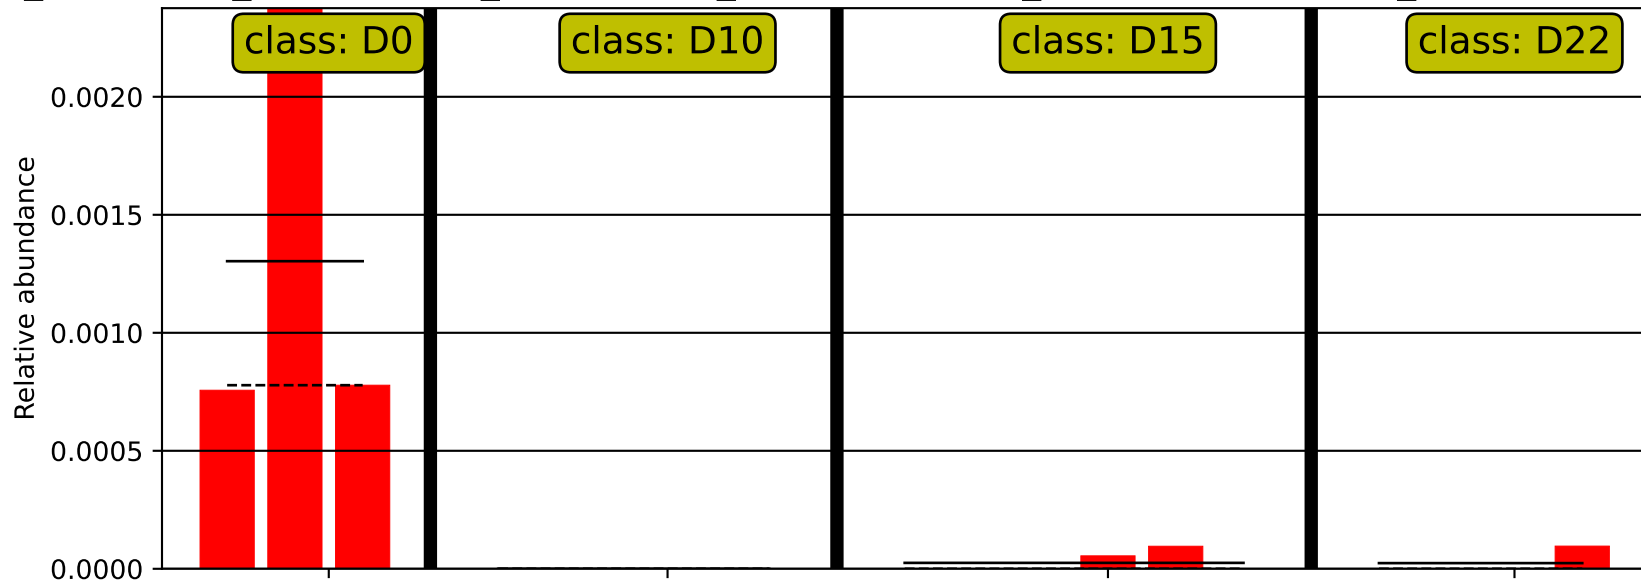 class: D0
class: D10
class: D15
class: D22
0.0020
0.0015
0.0010
0.0005
0.0000
Relative abundance